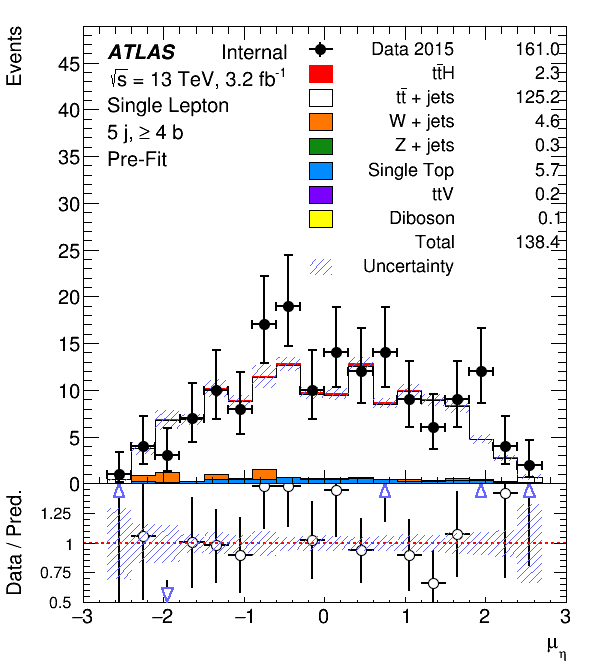 Events
45
40
35
30
25
20
15
10
5
0
ATLAS Internal
√s = 13 TeV, 3.2 fb⁻¹
Single Lepton
5 j, ≥ 4 b
Pre-Fit
Data 2015 161.0
tt̄H 2.3
tt̄ + jets 125.2
W + jets 4.6
Z + jets 0.3
Single Top 5.7
ttV 0.2
Diboson 0.1
Total 138.4
Uncertainty
Data / Pred.
1.25
1
0.75
0.5
−3 −2 −1 0 1 2 3
μ_η